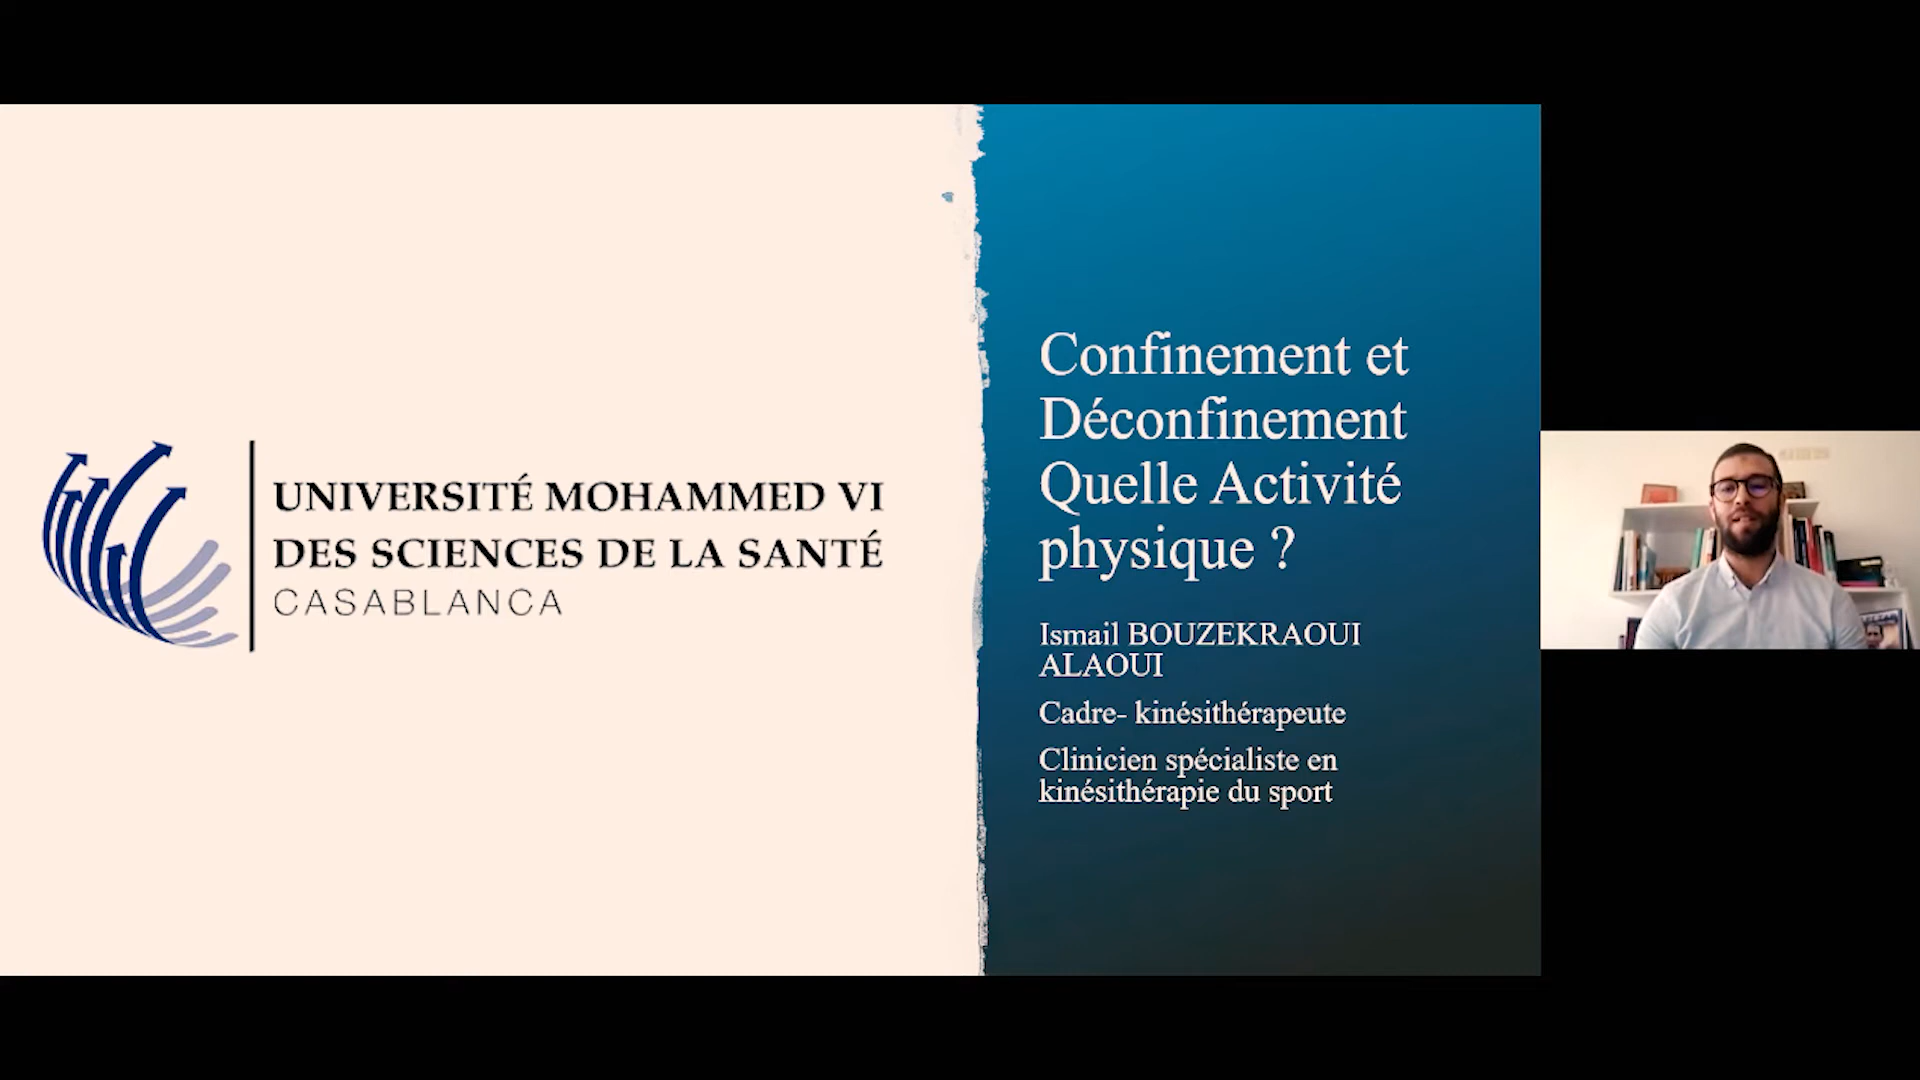 UNIVERSITÉ MOHAMMED VI
DES SCIENCES DE LA SANTÉ
CASABLANCA
Confinement et
Déconfinement
Quelle Activité
physique ?
Ismail BOUZEKRAOUI
ALAOUI
Cadre- kinésithérapeute
Clinicien spécialiste en
kinésithérapie du sport